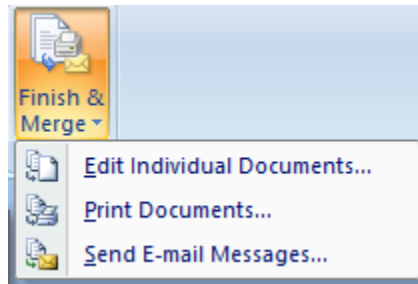 Finish &
Merge
Edit Individual Documents...
Print Documents...
Send E-mail Messages...